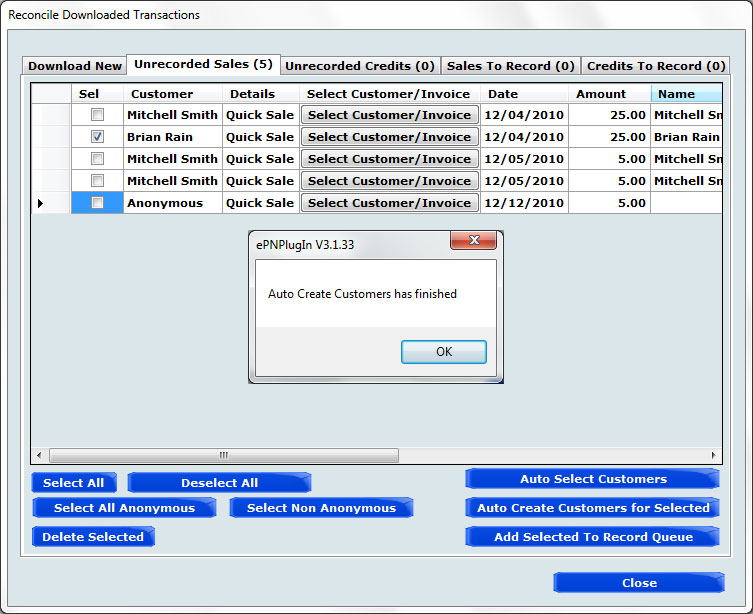 Reconcile Downloaded Transactions
Download New Unrecorded Sales (5) Unrecorded Credits (0) Sales To Record (0) Credits To Record (0)
Sel Customer Details Select Customer/Invoice Date Amount Name
Mitchell Smith Quick Sale Select Customer/Invoice 12/04/2010 25.00 Mitchell Sm
Brian Rain Quick Sale Select Customer/Invoice 12/04/2010 25.00 Brian Rain
Mitchell Smith Quick Sale Select Customer/Invoice 12/05/2010 5.00 Mitchell Sm
Mitchell Smith Quick Sale Select Customer/Invoice 12/05/2010 5.00 Mitchell Sm
Anonymous Quick Sale Select Customer/Invoice 12/12/2010 5.00
ePNPlugIn V3.1.33
Auto Create Customers has finished
OK
Select All Deselect All Auto Select Customers
Select All Anonymous Select Non Anonymous Auto Create Customers for Selected
Delete Selected Add Selected To Record Queue
Close